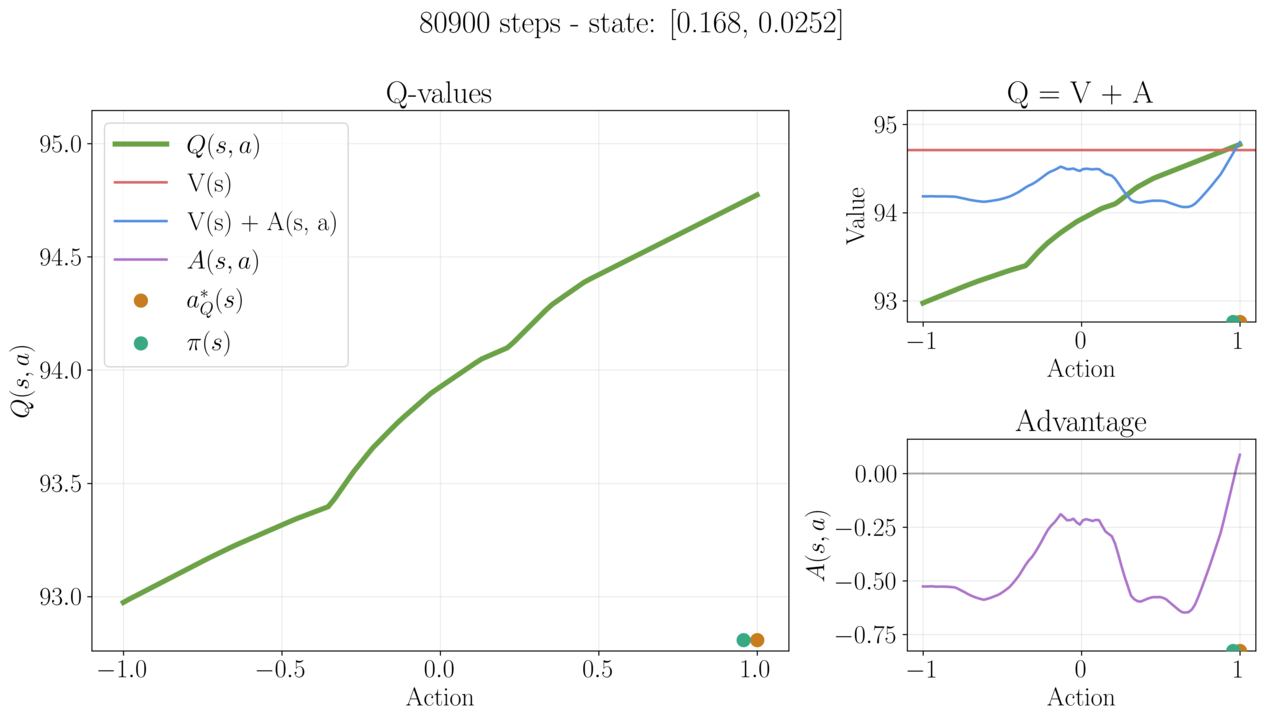 80900 steps - state: [0.168, 0.0252]
Q-values
Q(s, a)
95.0
94.5
94.0
93.5
93.0
Q(s, a)
V(s)
V(s) + A(s, a)
A(s, a)
a*Q(s)
π(s)
−1.0 −0.5 0.0 0.5 1.0
Action
Q = V + A
Value
95
94
93
−1 0 1
Action
Advantage
A(s, a)
0.00
−0.25
−0.50
−0.75
−1 0 1
Action